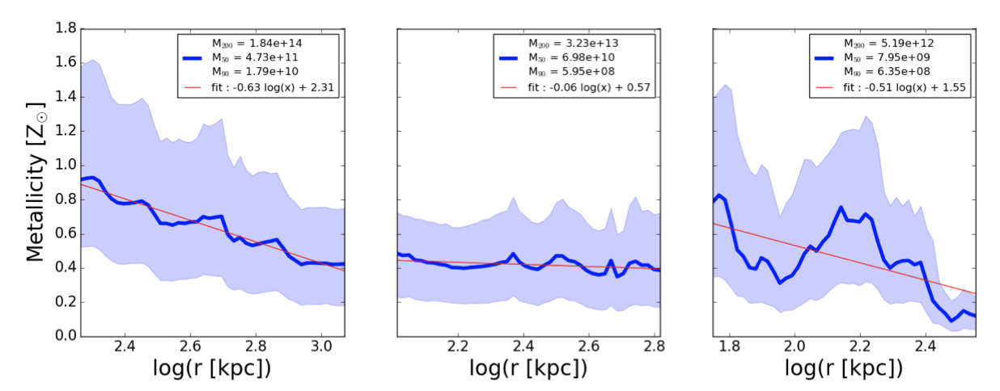 Metallicity [Z☉]
1.8
1.6
1.4
1.2
1.0
0.8
0.6
0.4
0.2
0.0
M₂₀₀ = 1.84e+14
M₅₀ = 4.73e+11
M₉₀ = 1.79e+10
fit : -0.63 log(x) + 2.31
2.4 2.6 2.8 3.0
log(r [kpc])
M₂₀₀ = 3.23e+13
M₅₀ = 6.98e+10
M₉₀ = 5.95e+08
fit : -0.06 log(x) + 0.57
2.2 2.4 2.6 2.8
log(r [kpc])
M₂₀₀ = 5.19e+12
M₅₀ = 7.95e+09
M₉₀ = 6.35e+08
fit : -0.51 log(x) + 1.55
1.8 2.0 2.2 2.4
log(r [kpc])